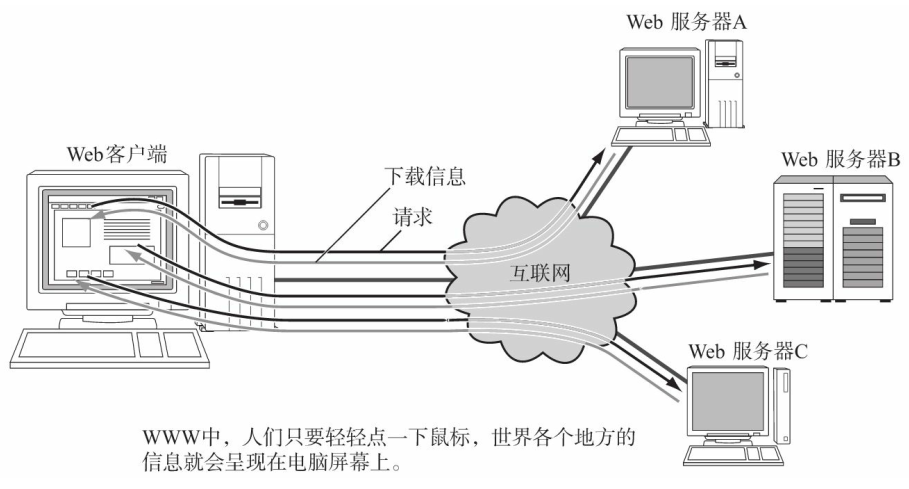 Web 服务器A
Web客户端
下载信息
Web 服务器B
请求
互联网
Web 服务器C
WWW中，人们只要轻轻点一下鼠标，世界各个地方的
信息就会呈现在电脑屏幕上。